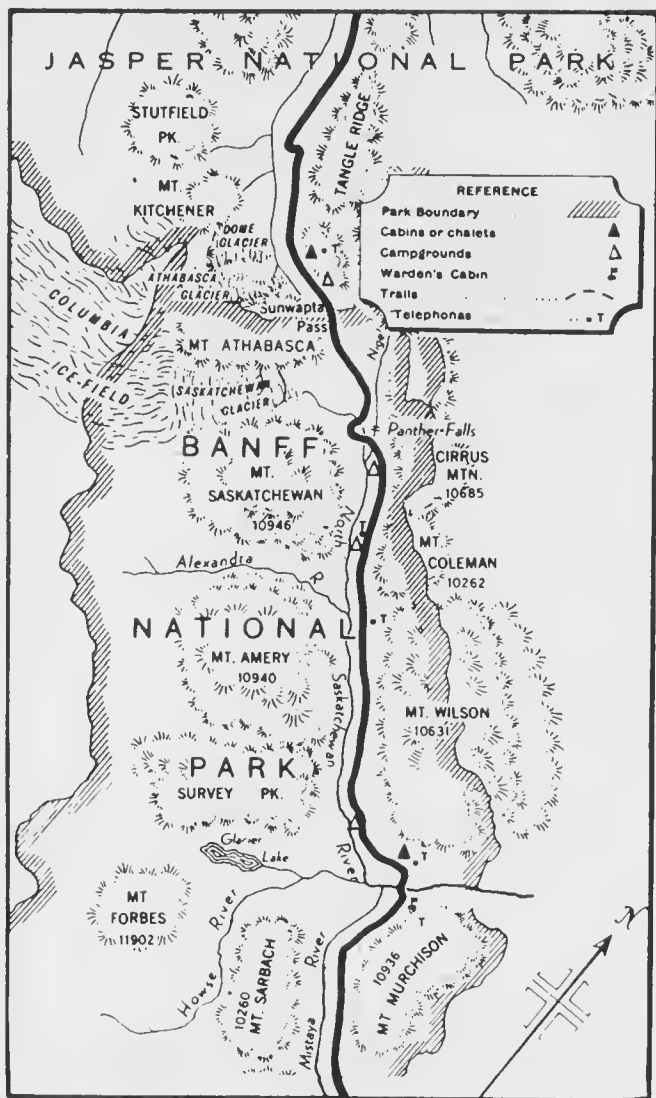 JASPER NATIONAL PARK
STUTFIELD
PK.
TANGLE RIDGE
MT.
KITCHENER
REFERENCE
Park Boundary
Cabins or chalets
Campgrounds
Warden's Cabin
Trails
Telephones
T
DOME
GLACIER
T
ATHABASCA
GLACIER
COLUMBIA
ICE-FIELD
Sunwapta
Pass
MT ATHABASCA
SASKATCHEWAN
GLACIER
Panther Falls
BANFF
MT.
SASKATCHEWAN
10946
CIRRUS
MTN.
10685
North
MT.
COLEMAN
10262
Alexandra
R
NATIONAL
T
MT. AMERY
10940
Saskatchewan
MT. WILSON
10631
PARK
SURVEY PK.
River
Glacier
Lake
T
MT
FORBES
11902
Howse River
T
10260
MT. SARBACH
Mistaya River
10936
MT MURCHISON
N